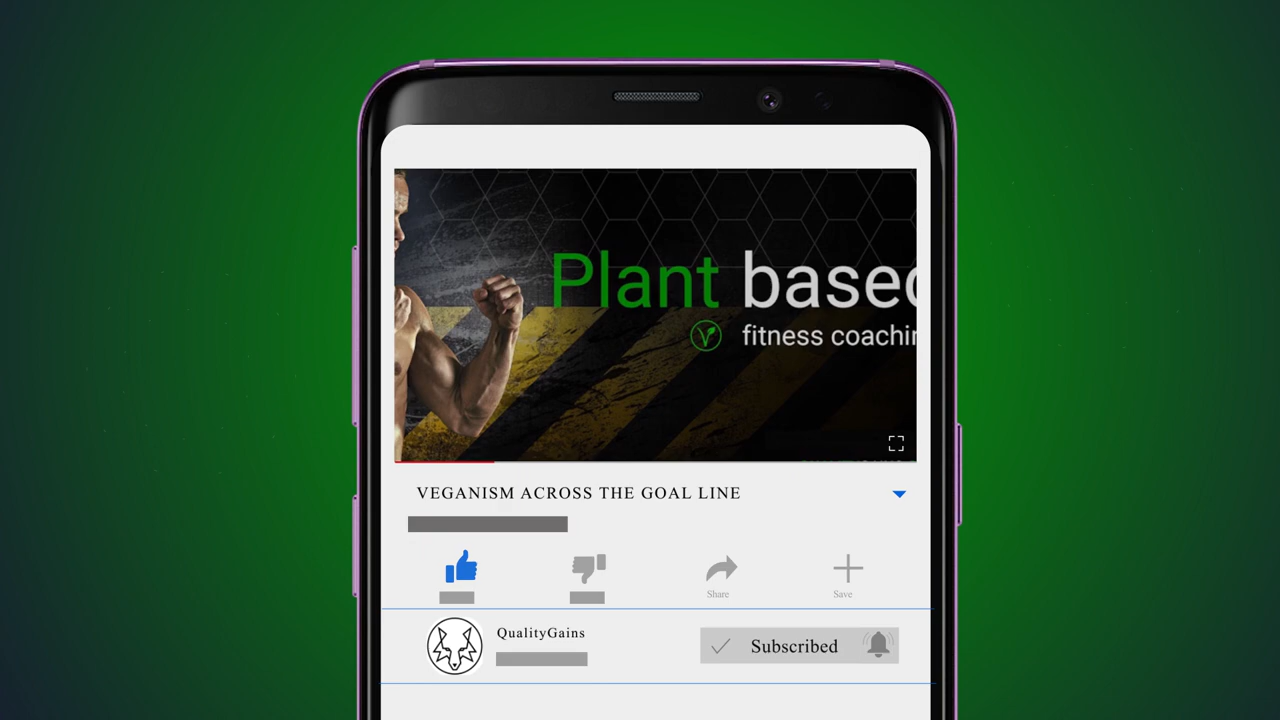 Plant based
fitness coachin
VEGANISM ACROSS THE GOAL LINE
Share
Save
QualityGains
Subscribed